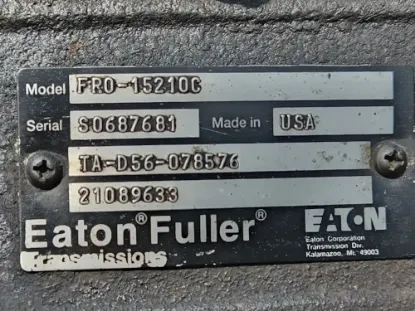 Model FRO-15210C
Serial S0687681 Made in USA
TA-D56-078576
21089633
Eaton® Fuller® EATON
Transmissions
Eaton Corporation
Transmission Div.
Kalamazoo, MI. 49003